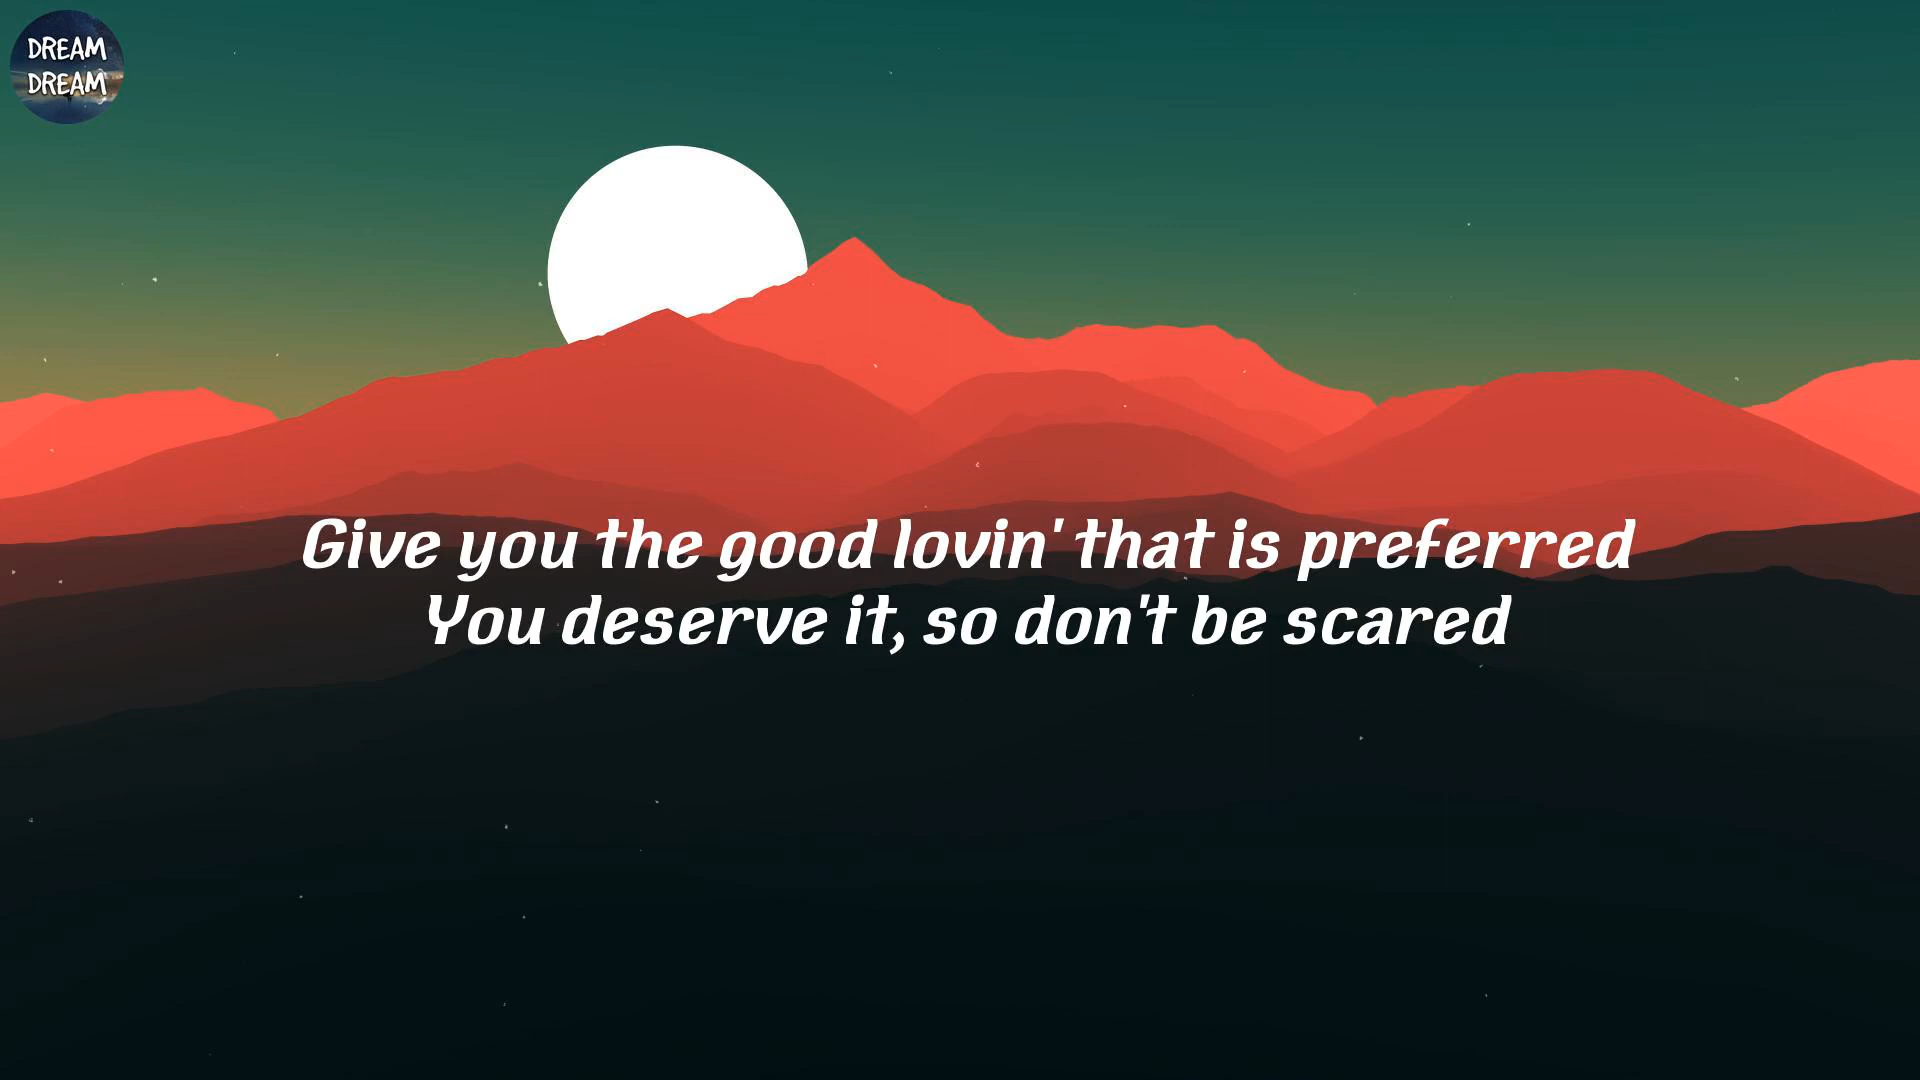 DREAM
DREAM
Give you the good lovin' that is preferred
You deserve it, so don't be scared